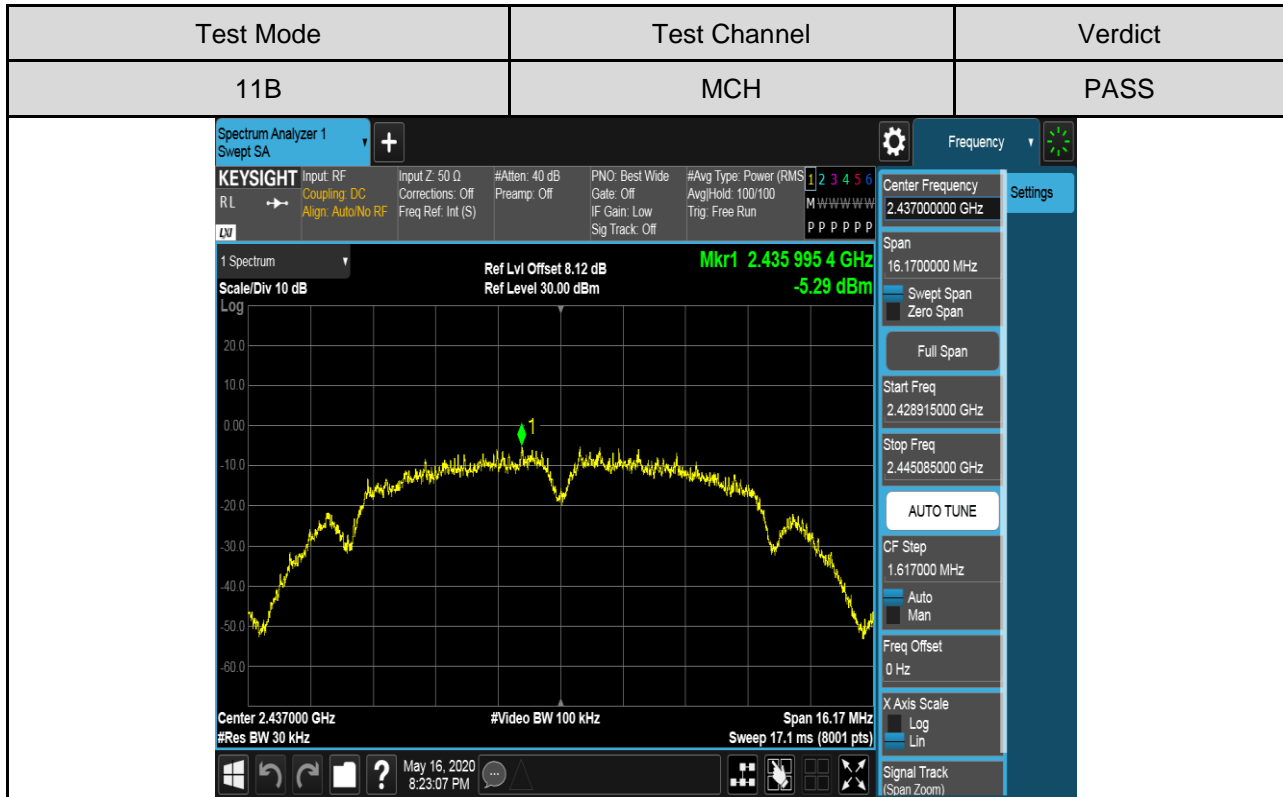 Test Mode Test Channel Verdict
11B MCH PASS
Spectrum Analyzer 1
Swept SA
Frequency
KEYSIGHT Input: RF Input Z: 50 Ω #Atten: 40 dB PNO: Best Wide #Avg Type: Power (RMS 1 2 3 4 5 6
RL Coupling: DC Corrections: Off Preamp: Off Gate: Off Avg|Hold: 100/100 M W W W W W
Align: Auto/No RF Freq Ref: Int (S) IF Gain: Low Trig: Free Run
LXI Sig Track: Off P P P P P P
1 Spectrum
Scale/Div 10 dB
Ref Lvl Offset 8.12 dB
Ref Level 30.00 dBm
Mkr1 2.435 995 4 GHz
-5.29 dBm
Log
20.0
10.0
0.00
-10.0
-20.0
-30.0
-40.0
-50.0
-60.0
1
Center 2.437000 GHz #Video BW 100 kHz Span 16.17 MHz
#Res BW 30 kHz Sweep 17.1 ms (8001 pts)
Center Frequency
2.437000000 GHz
Settings
Span
16.1700000 MHz
Swept Span
Zero Span
Full Span
Start Freq
2.428915000 GHz
Stop Freq
2.445085000 GHz
AUTO TUNE
CF Step
1.617000 MHz
Auto
Man
Freq Offset
0 Hz
X Axis Scale
Log
Lin
Signal Track
(Span Zoom)
May 16, 2020
8:23:07 PM